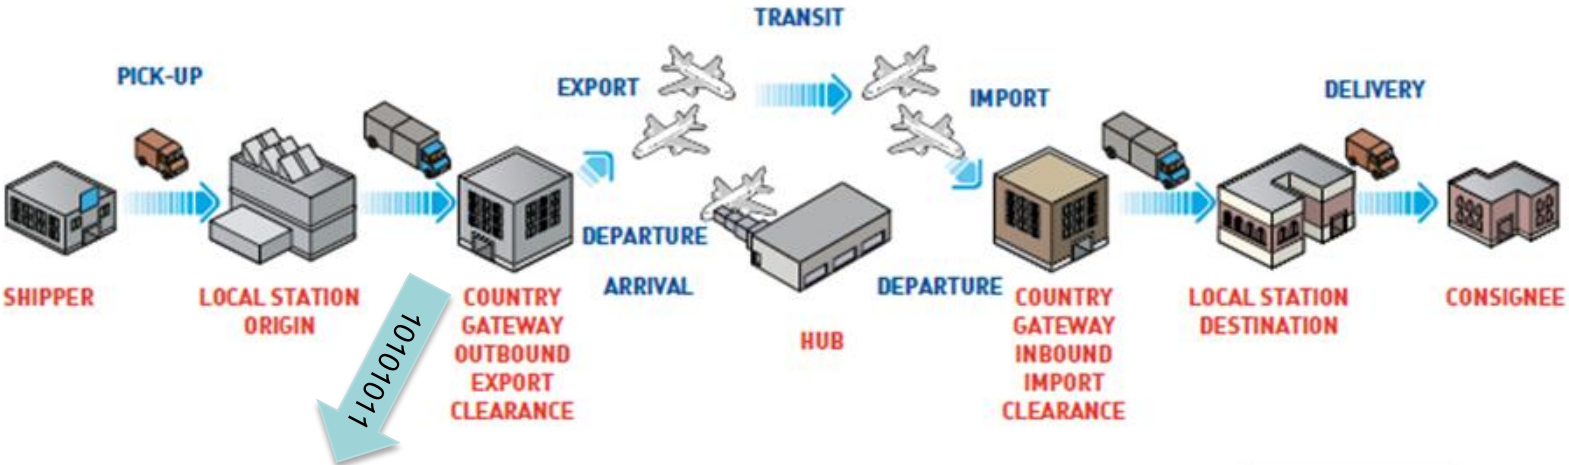 TRANSIT
PICK-UP
EXPORT
IMPORT
DELIVERY
DEPARTURE
ARRIVAL
DEPARTURE
SHIPPER
LOCAL STATION
ORIGIN
COUNTRY
GATEWAY
OUTBOUND
EXPORT
CLEARANCE
HUB
COUNTRY
GATEWAY
INBOUND
IMPORT
CLEARANCE
LOCAL STATION
DESTINATION
CONSIGNEE
10101011